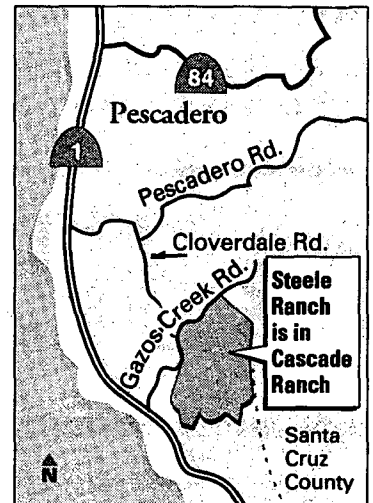 84
Pescadero
1
Pescadero Rd.
Cloverdale Rd.
Gazos Creek Rd.
Steele
Ranch
is in
Cascade
Ranch
Santa
Cruz
County
N